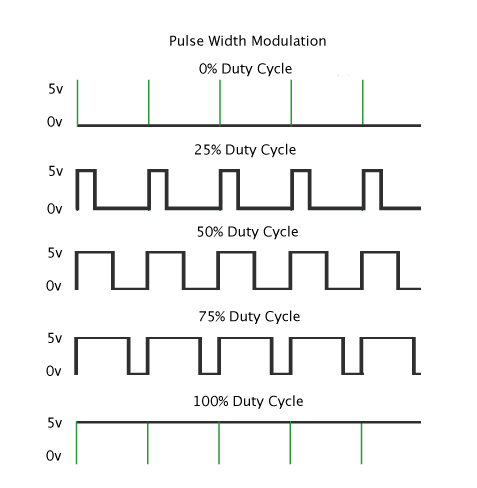 Pulse Width Modulation
0% Duty Cycle
5v
0v
25% Duty Cycle
5v
0v
50% Duty Cycle
5v
0v
75% Duty Cycle
5v
0v
100% Duty Cycle
5v
0v